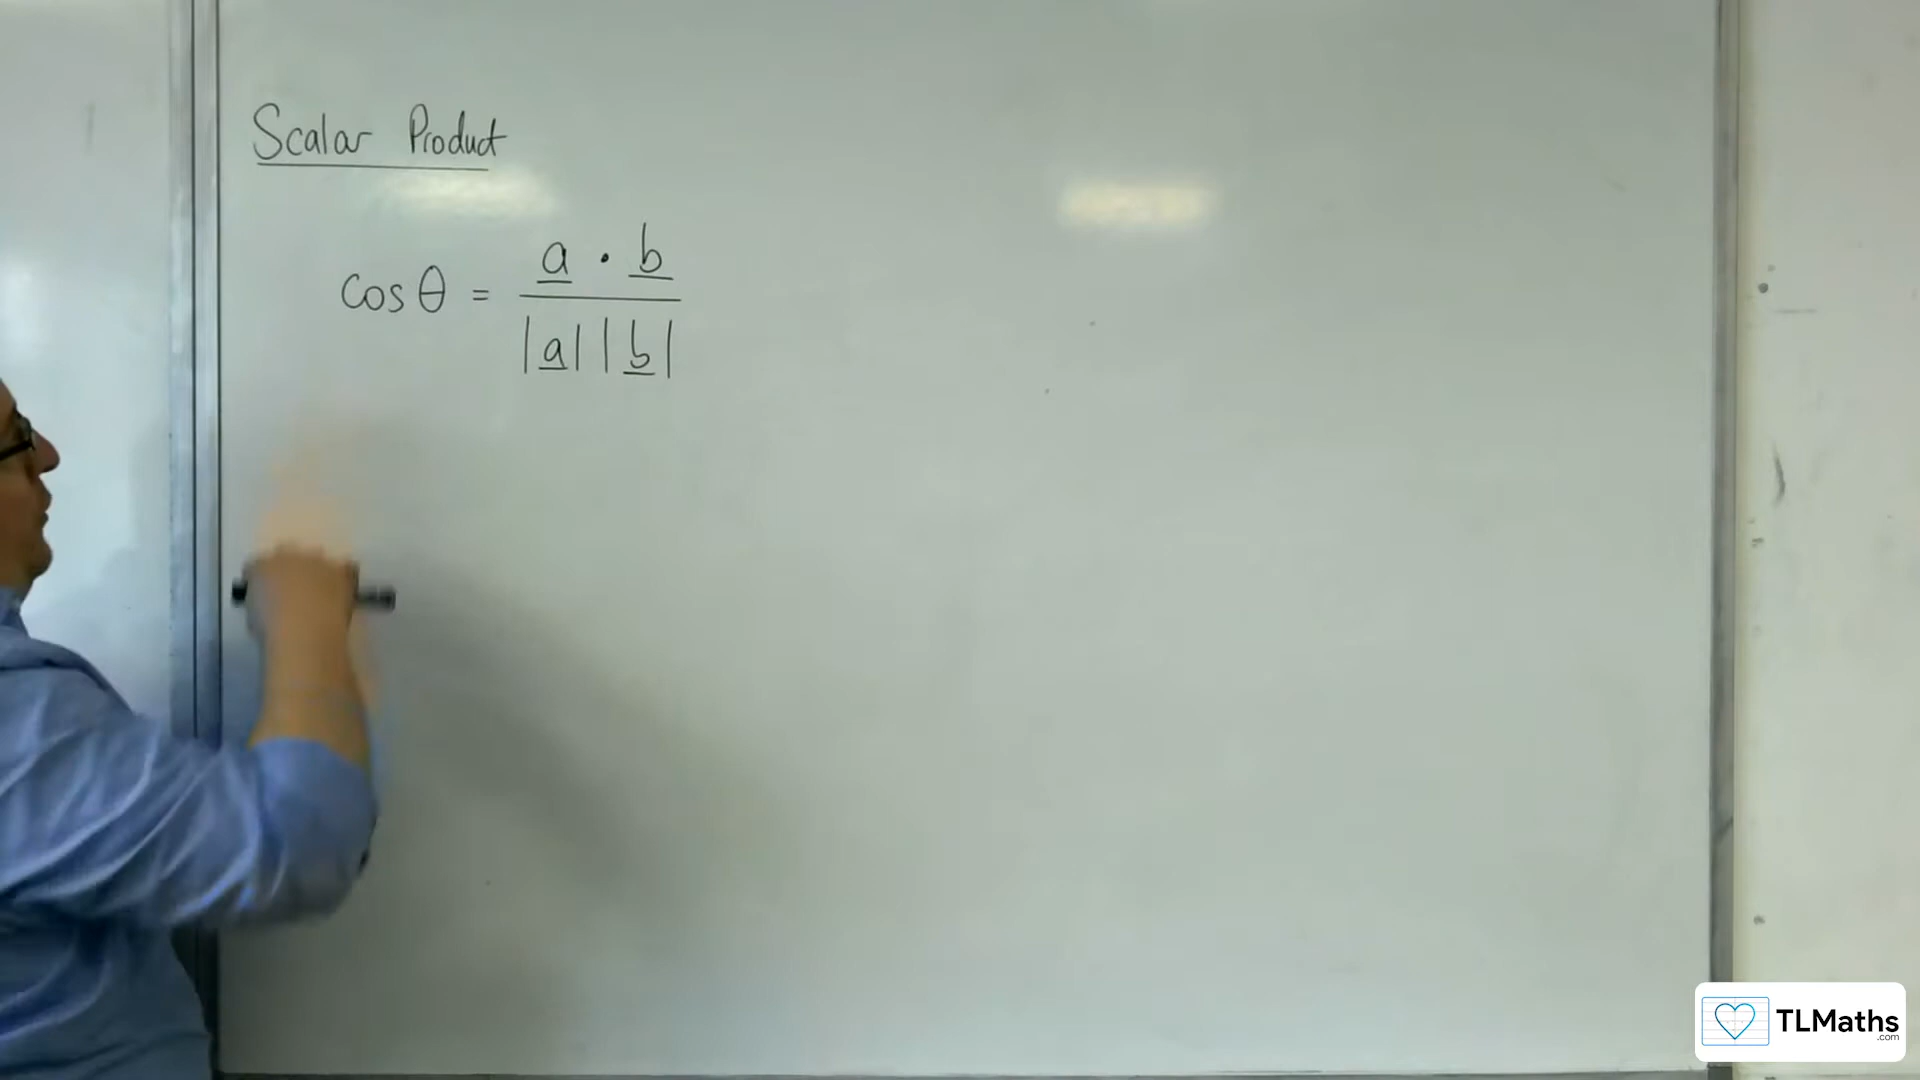 Scalar Product
cos θ = a · b
|a| |b|
TLMaths
.com